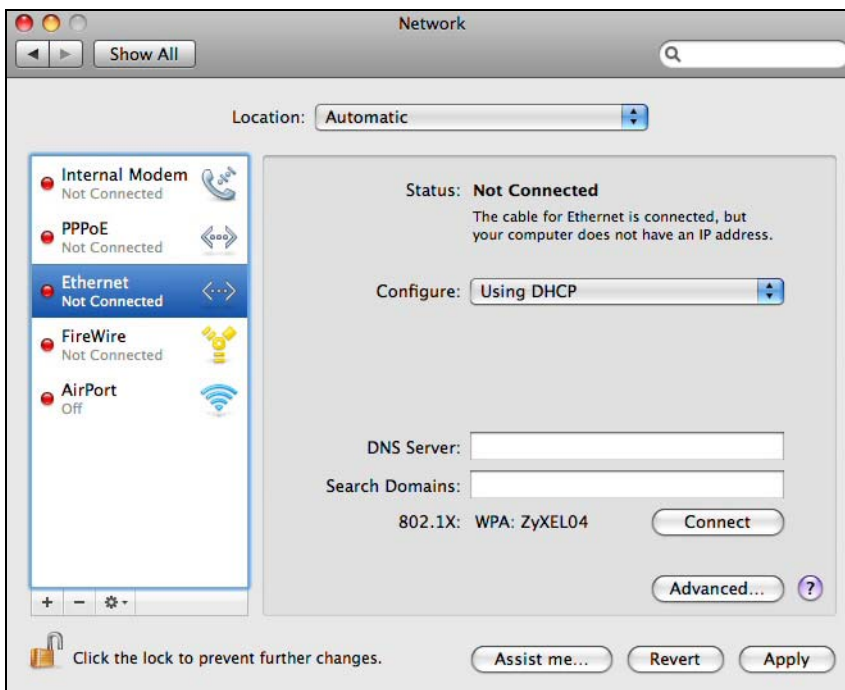 Network
Show All
Location: Automatic
Internal Modem
Not Connected
PPPoE
Not Connected
Ethernet
Not Connected
FireWire
Not Connected
AirPort
Off
Status: Not Connected
The cable for Ethernet is connected, but
your computer does not have an IP address.
Configure: Using DHCP
DNS Server:
Search Domains:
802.1X: WPA: ZyXEL04 Connect
Advanced... ?
+ −
Click the lock to prevent further changes.
Assist me... Revert Apply